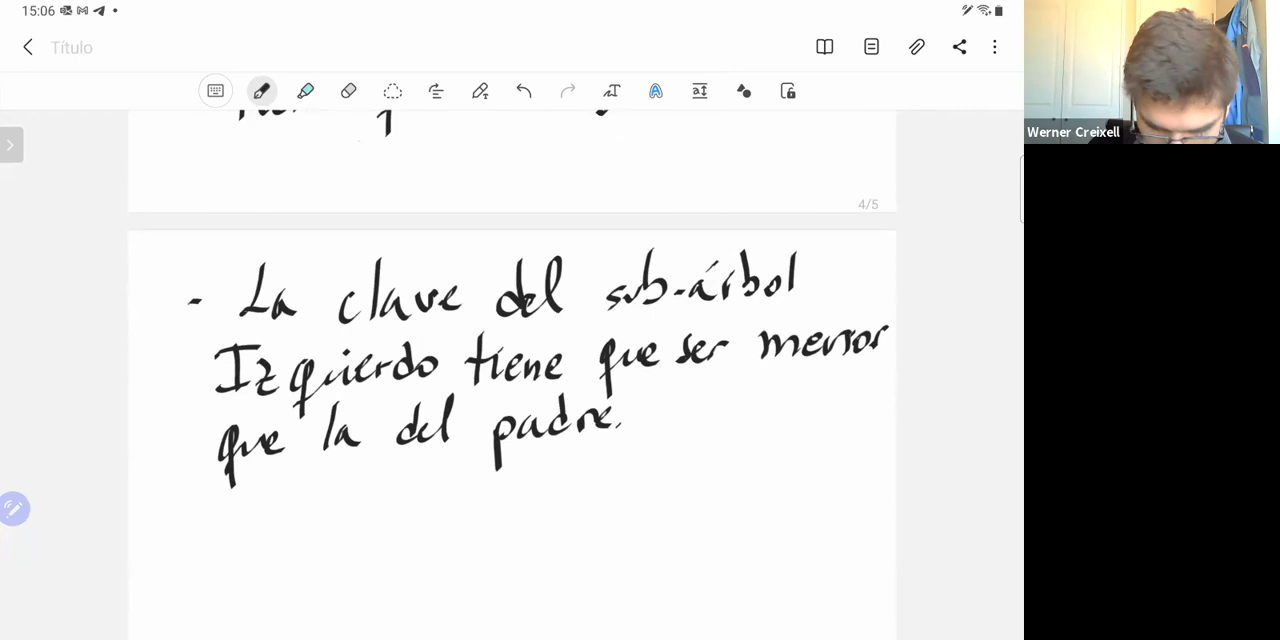 15:06
Título
4/5
- La clave del sub-árbol
Izquierdo tiene que ser menor
que la del padre.
Werner Creixell